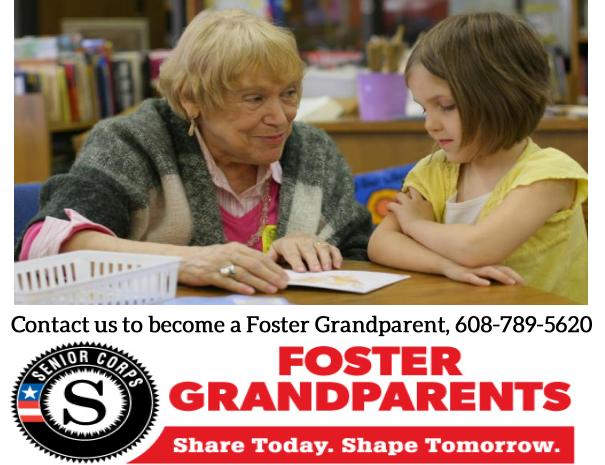 Contact us to become a Foster Grandparent, 608-789-5620
SENIOR CORPS
S
FOSTER
GRANDPARENTS
Share Today. Shape Tomorrow.